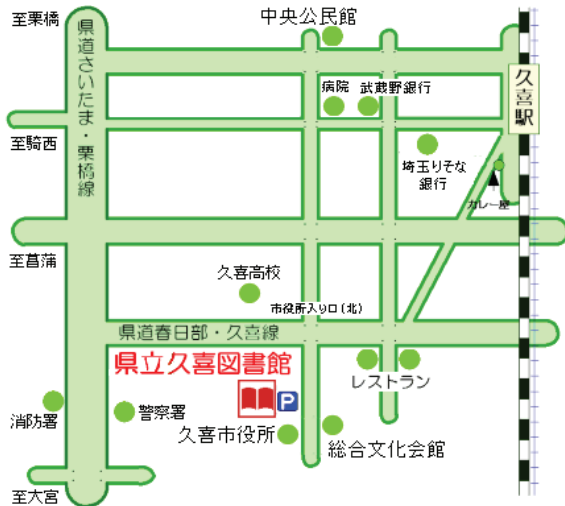 至栗橋
中央公民館
県道さいたま・栗橋線
病院
武蔵野銀行
久喜駅
至騎西
埼玉りそな
銀行
カレー屋
至菖蒲
久喜高校
市役所入り口(北)
県道春日部・久喜線
県立久喜図書館
レストラン
P
消防署
警察署
久喜市役所
総合文化会館
至大宮